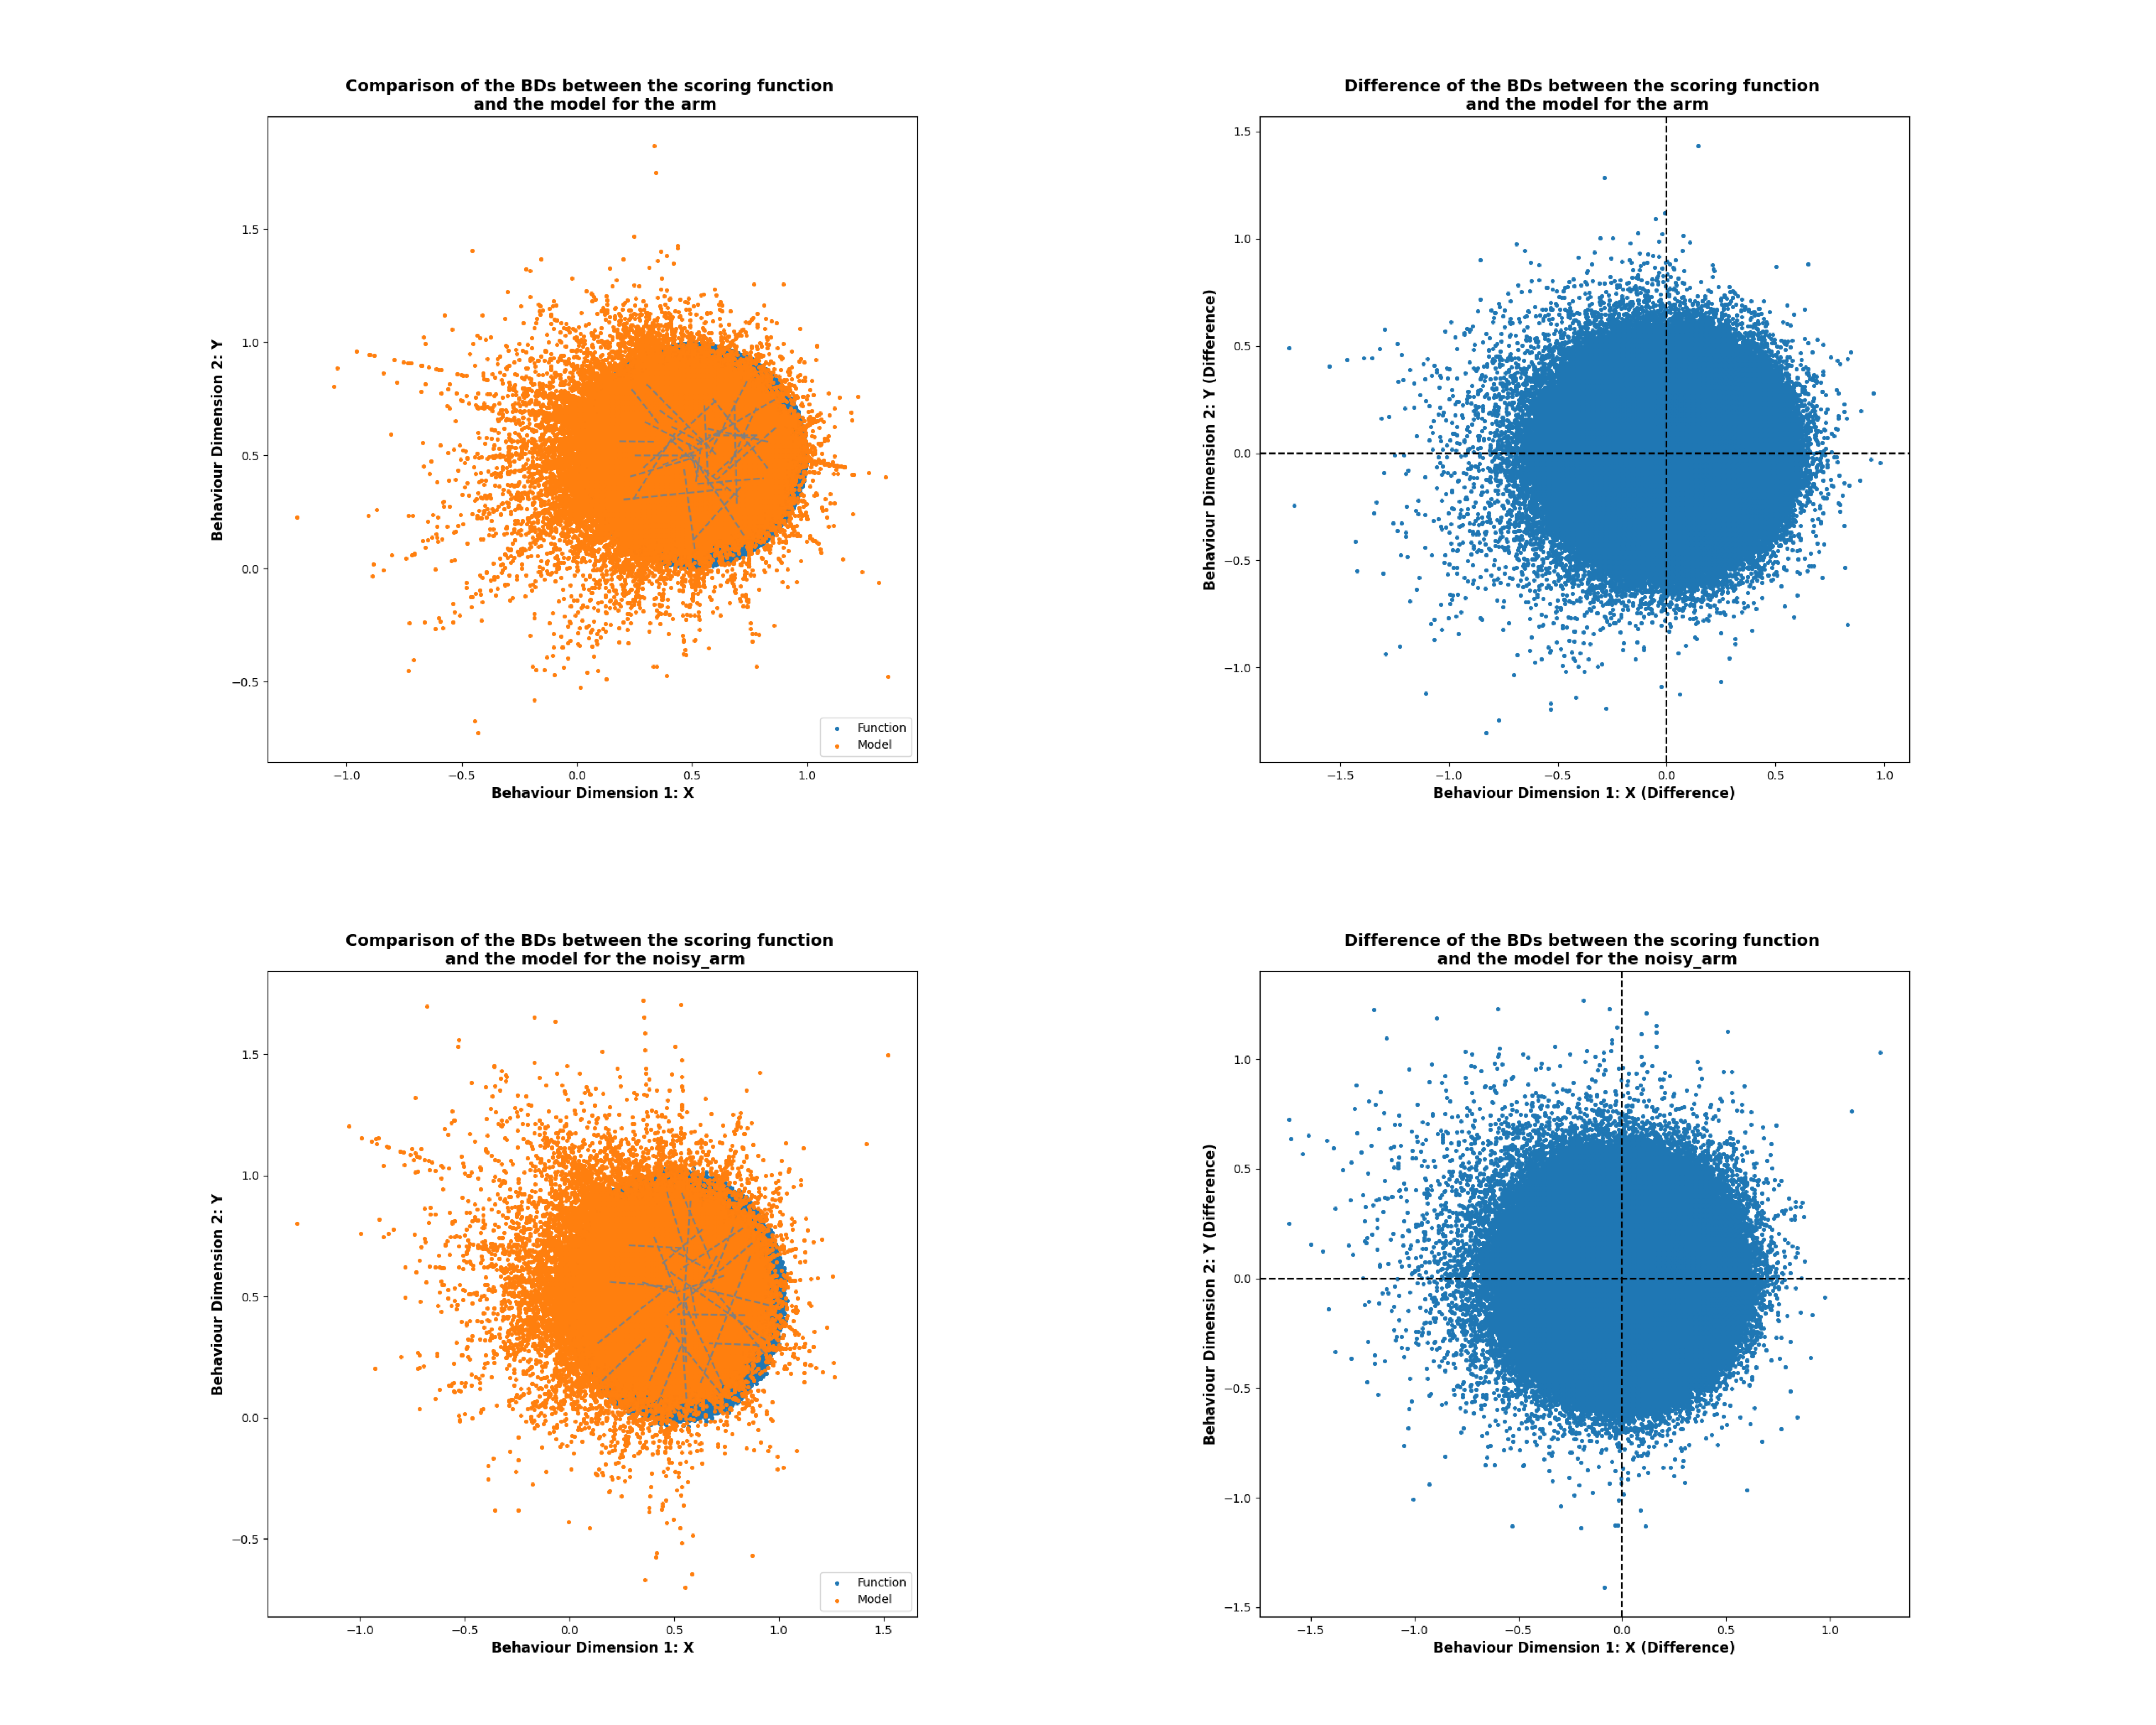 Comparison of the BDs between the scoring function
and the model for the arm
Behaviour Dimension 2: Y
1.5
1.0
0.5
0.0
−0.5
−1.0
−0.5
0.0
0.5
1.0
Behaviour Dimension 1: X
Function
Model
Difference of the BDs between the scoring function
and the model for the arm
Behaviour Dimension 2: Y (Difference)
1.5
1.0
0.5
0.0
−0.5
−1.0
−1.5
−1.0
−0.5
0.0
0.5
1.0
Behaviour Dimension 1: X (Difference)
Comparison of the BDs between the scoring function
and the model for the noisy_arm
Behaviour Dimension 2: Y
1.5
1.0
0.5
0.0
−0.5
−1.0
−0.5
0.0
0.5
1.0
1.5
Behaviour Dimension 1: X
Function
Model
Difference of the BDs between the scoring function
and the model for the noisy_arm
Behaviour Dimension 2: Y (Difference)
1.0
0.5
0.0
−0.5
−1.0
−1.5
−1.5
−1.0
−0.5
0.0
0.5
1.0
Behaviour Dimension 1: X (Difference)